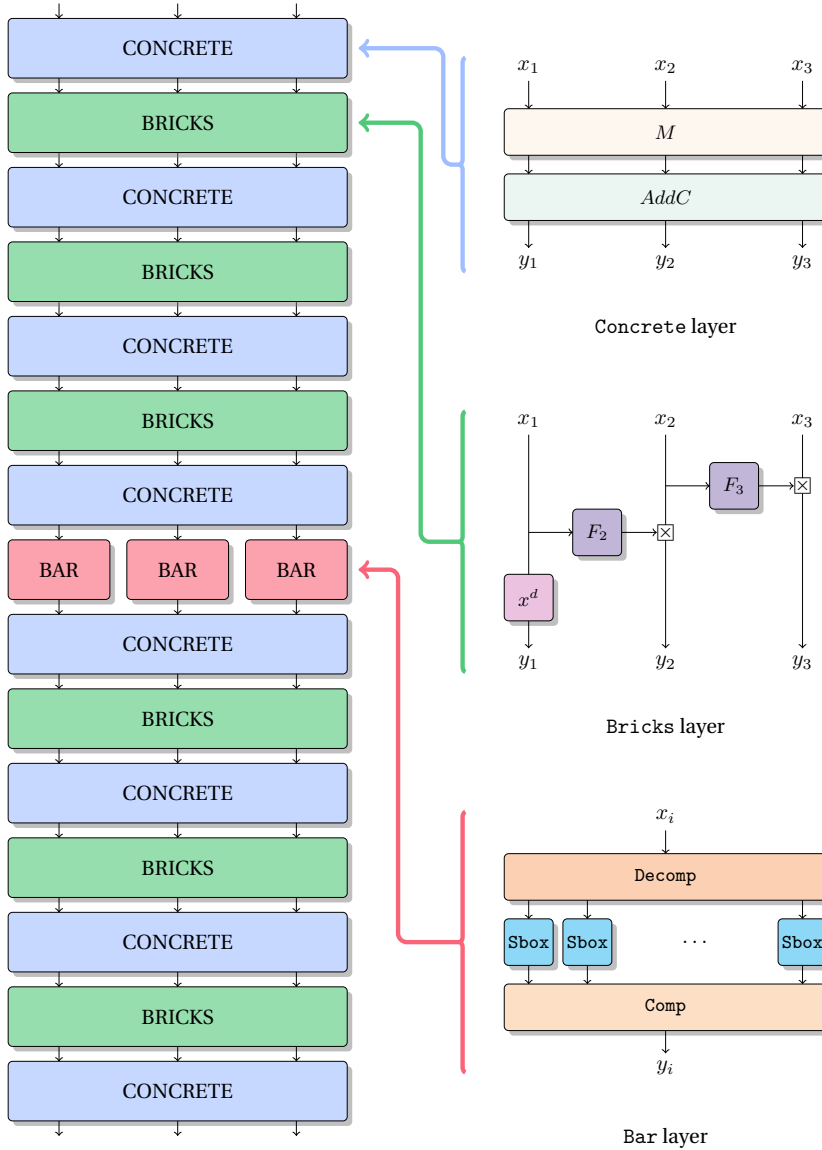 CONCRETE
BRICKS
CONCRETE
BRICKS
CONCRETE
BRICKS
CONCRETE
BAR BAR BAR
CONCRETE
BRICKS
CONCRETE
BRICKS
CONCRETE
BRICKS
CONCRETE
x₁ x₂ x₃
M
AddC
y₁ y₂ y₃
Concrete layer
x₁ x₂ x₃
F₃
F₂
xᵈ
y₁ y₂ y₃
Bricks layer
xᵢ
Decomp
Sbox Sbox ... Sbox
Comp
yᵢ
Bar layer